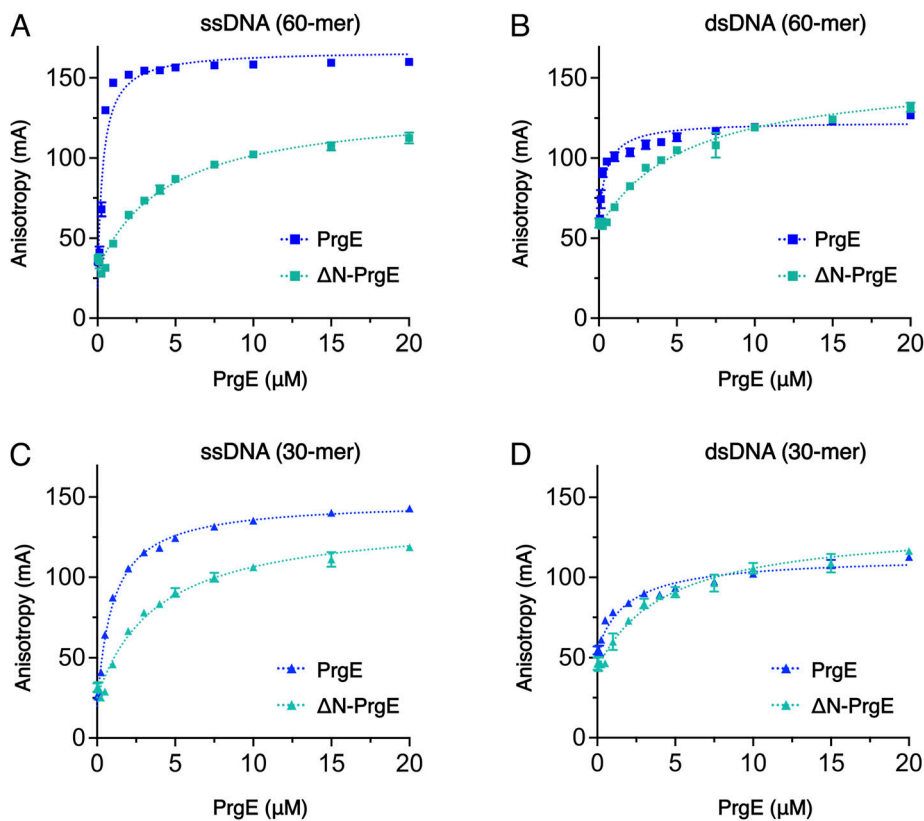 A
ssDNA (60-mer)
Anisotropy (mA)
150
100
50
0
0 5 10 15 20
PrgE (μM)
PrgE
ΔN-PrgE
B
dsDNA (60-mer)
Anisotropy (mA)
150
100
50
0
0 5 10 15 20
PrgE (μM)
PrgE
ΔN-PrgE
C
ssDNA (30-mer)
Anisotropy (mA)
150
100
50
0
0 5 10 15 20
PrgE (μM)
PrgE
ΔN-PrgE
D
dsDNA (30-mer)
Anisotropy (mA)
150
100
50
0
0 5 10 15 20
PrgE (μM)
PrgE
ΔN-PrgE